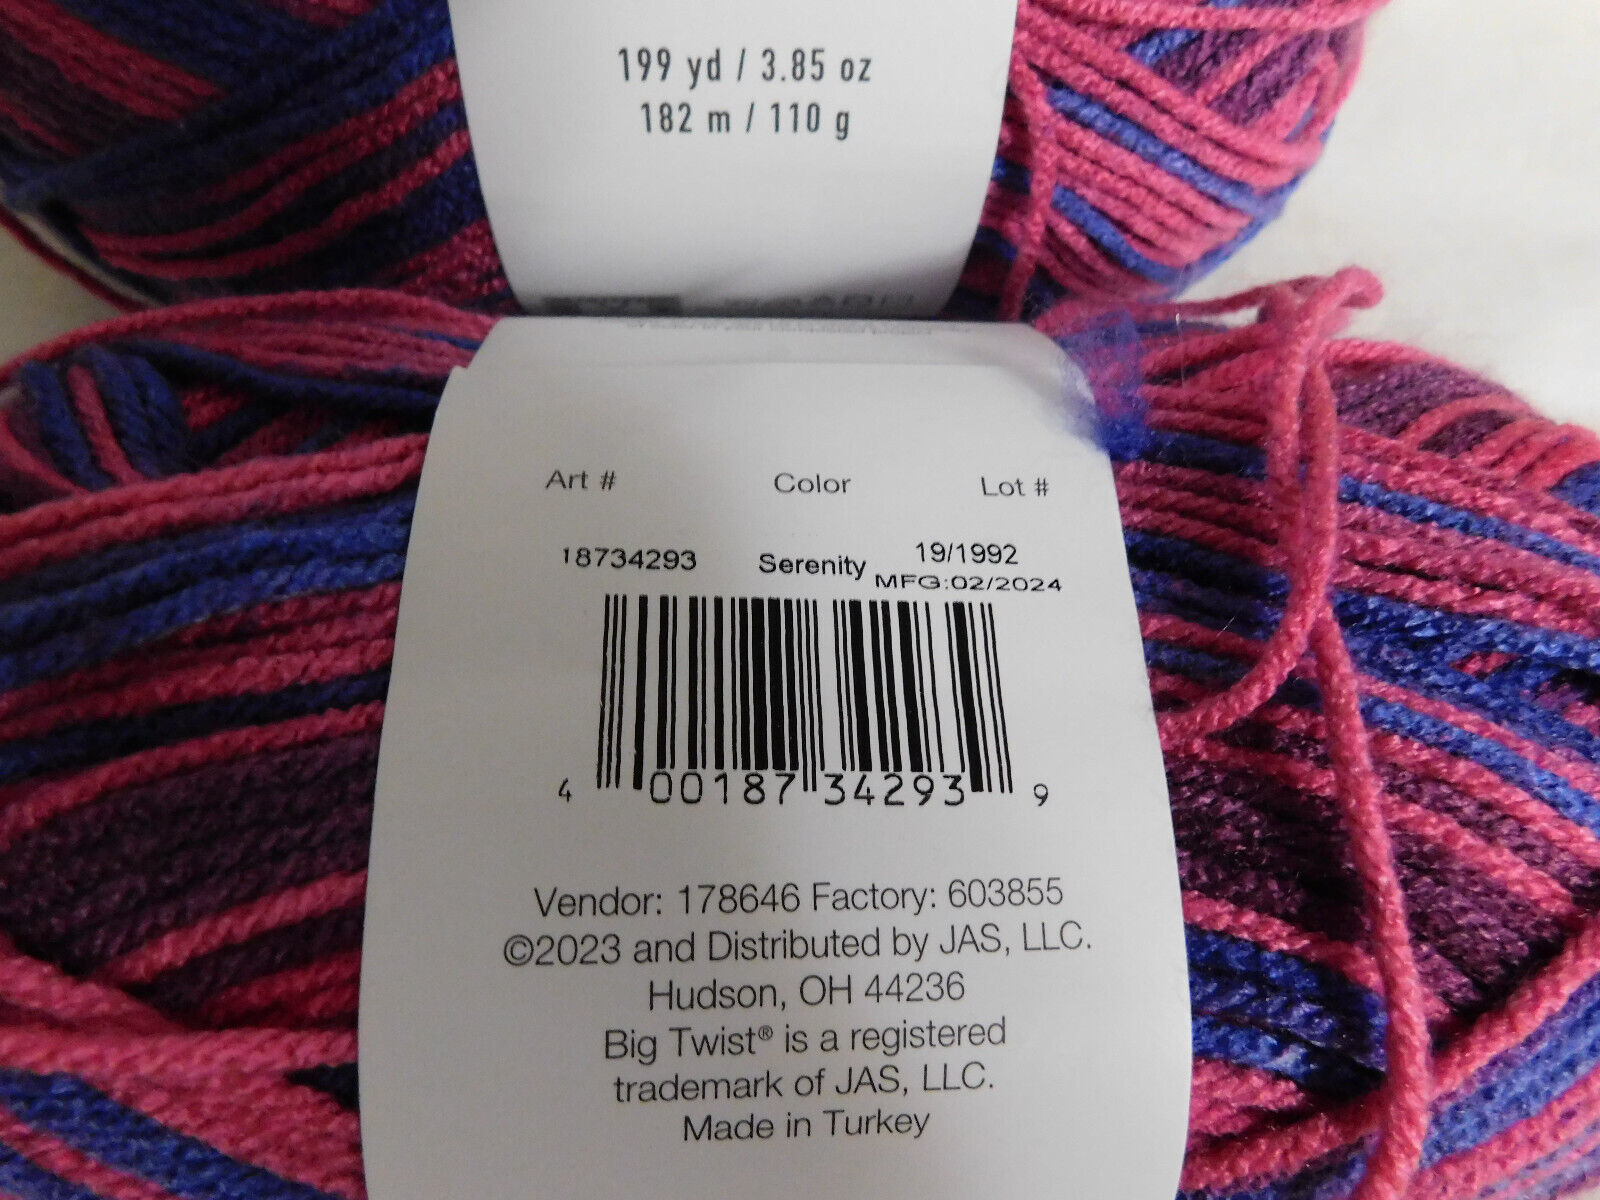 199 yd / 3.85 oz
182 m / 110 g
Art # Color Lot #
18734293 Serenity 19/1992
MFG:02/2024
4 00187 34293 9
Vendor: 178646 Factory: 603855
©2023 and Distributed by JAS, LLC.
Hudson, OH 44236
Big Twist® is a registered
trademark of JAS, LLC.
Made in Turkey